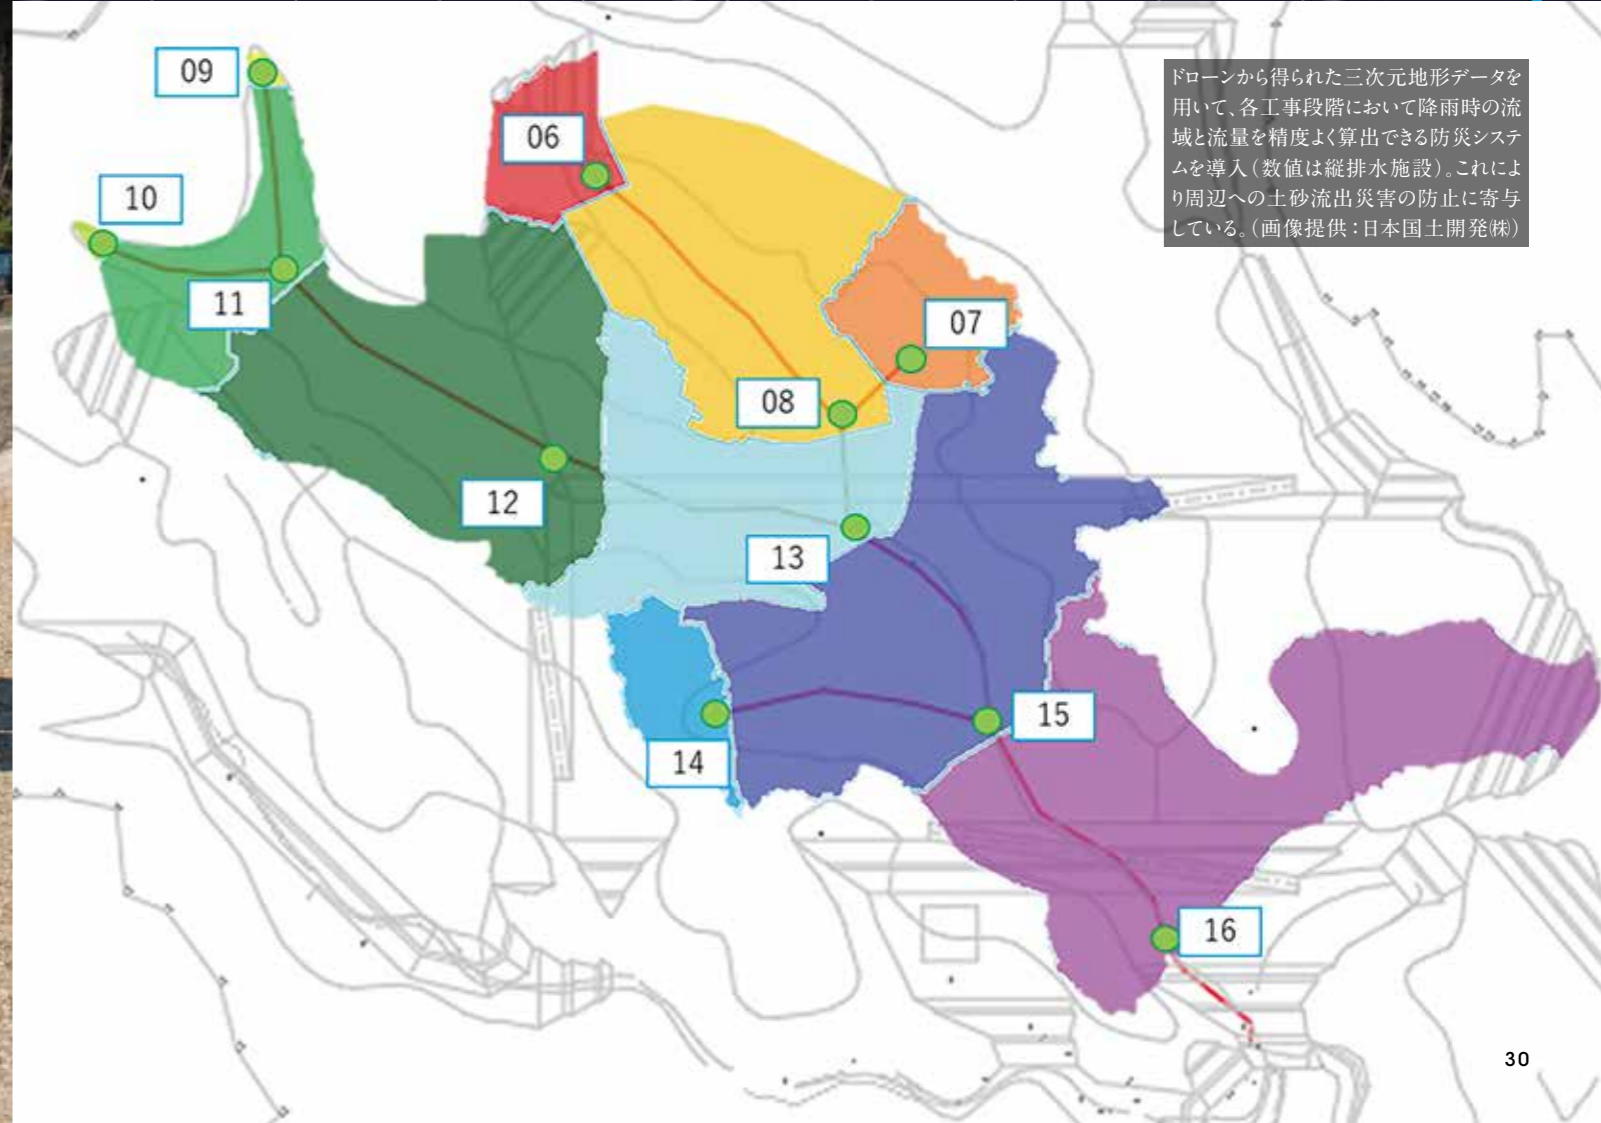 ドローンから得られた三次元地形データを
用いて、各工事段階において降雨時の流
域と流量を精度よく算出できる防災システ
ムを導入（数値は縦排水施設）。これによ
り周辺への土砂流出災害の防止に寄与
している。（画像提供：日本国土開発㈱）
09
06
10
11
07
08
12
13
15
14
16
30